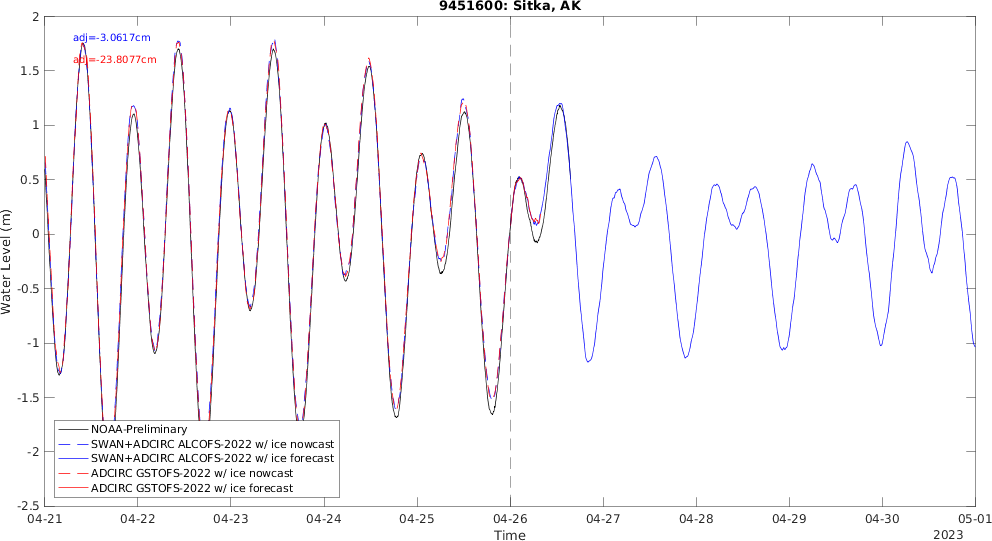 9451600: Sitka, AK
adj=-3.0617cm
adj=-23.8077cm
2
1.5
1
0.5
0
-0.5
-1
-1.5
-2
-2.5
Water Level (m)
NOAA-Preliminary
SWAN+ADCIRC ALCOFS-2022 w/ ice nowcast
SWAN+ADCIRC ALCOFS-2022 w/ ice forecast
ADCIRC GSTOFS-2022 w/ ice nowcast
ADCIRC GSTOFS-2022 w/ ice forecast
04-21 04-22 04-23 04-24 04-25 04-26 04-27 04-28 04-29 04-30 05-01
Time
2023